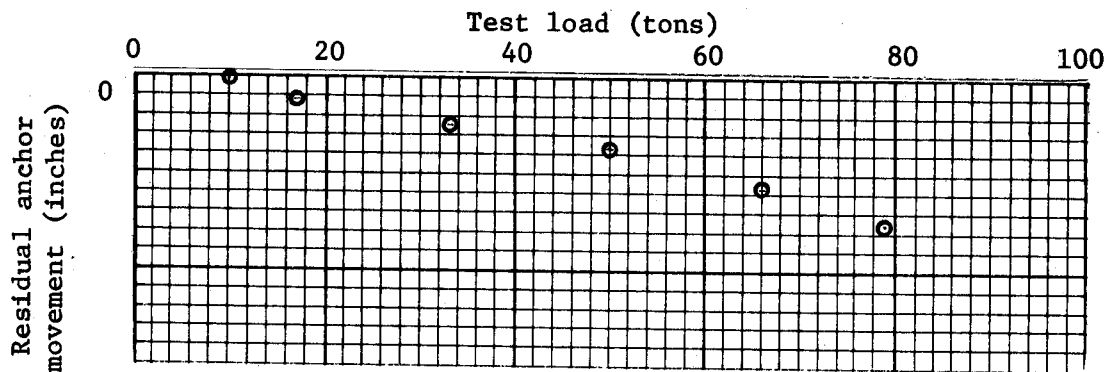 Test load (tons)
0 20 40 60 80 100
0
Residual anchor
movement (inches)